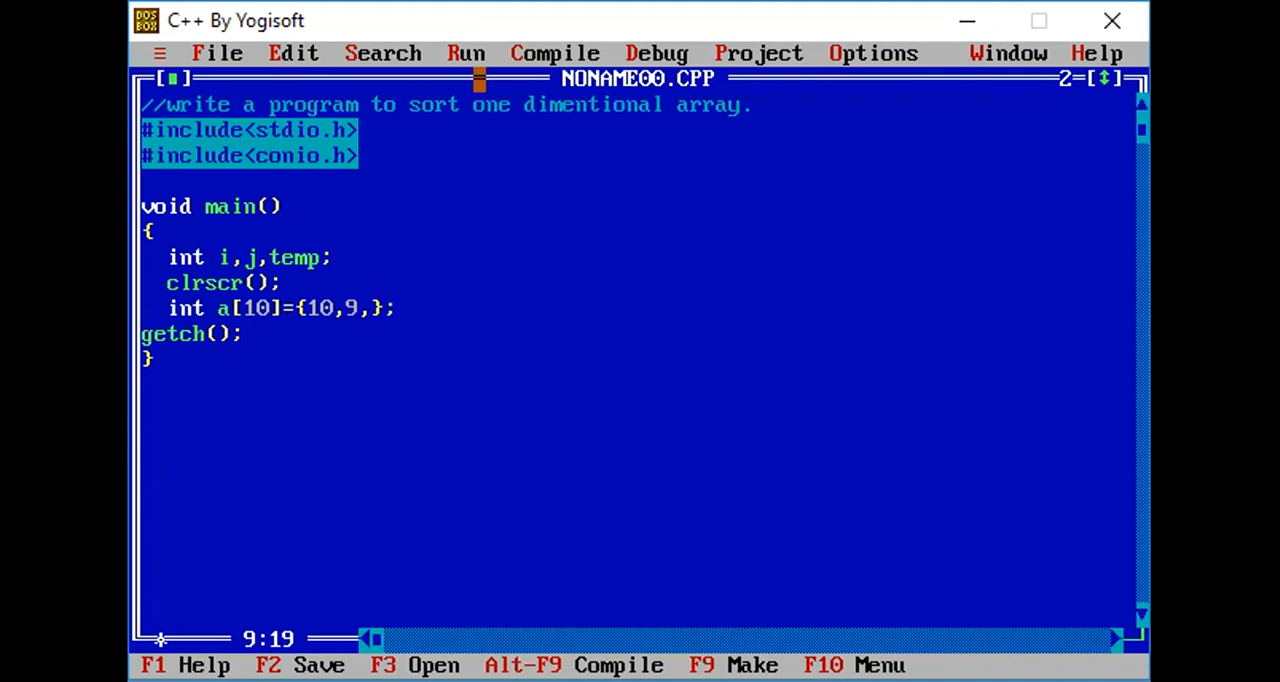 DOS BOX C++ By Yogisoft
≡ File Edit Search Run Compile Debug Project Options Window Help
[■] NONAME00.CPP 2=[↕]
//write a program to sort one dimentional array.
#include<stdio.h>
#include<conio.h>
void main()
{
int i,j,temp;
clrscr();
int a[10]={10,9,};
getch();
}
9:19
F1 Help F2 Save F3 Open Alt-F9 Compile F9 Make F10 Menu